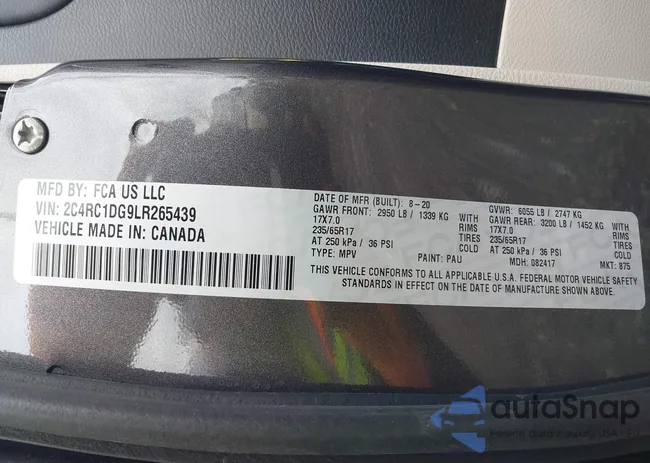 MFD BY: FCA US LLC
VIN: 2C4RC1DG9LR265439
VEHICLE MADE IN: CANADA
DATE OF MFR (BUILT): 8-20
GAWR FRONT: 2950 LB / 1339 KG
17X7.0 RIMS
235/65R17 TIRES
AT 250 kPa / 36 PSI COLD
TYPE: MPV PAINT: PAU
GVWR: 6055 LB / 2747 KG
GAWR REAR: 3200 LB / 1452 KG
17X7.0 RIMS
235/65R17 TIRES
AT 250 kPa / 36 PSI COLD
MDH: 082417 MKT: 875
THIS VEHICLE CONFORMS TO ALL APPLICABLE U.S.A. FEDERAL MOTOR VEHICLE SAFETY
STANDARDS IN EFFECT ON THE DATE OF MANUFACTURE SHOWN ABOVE.
autoSnap